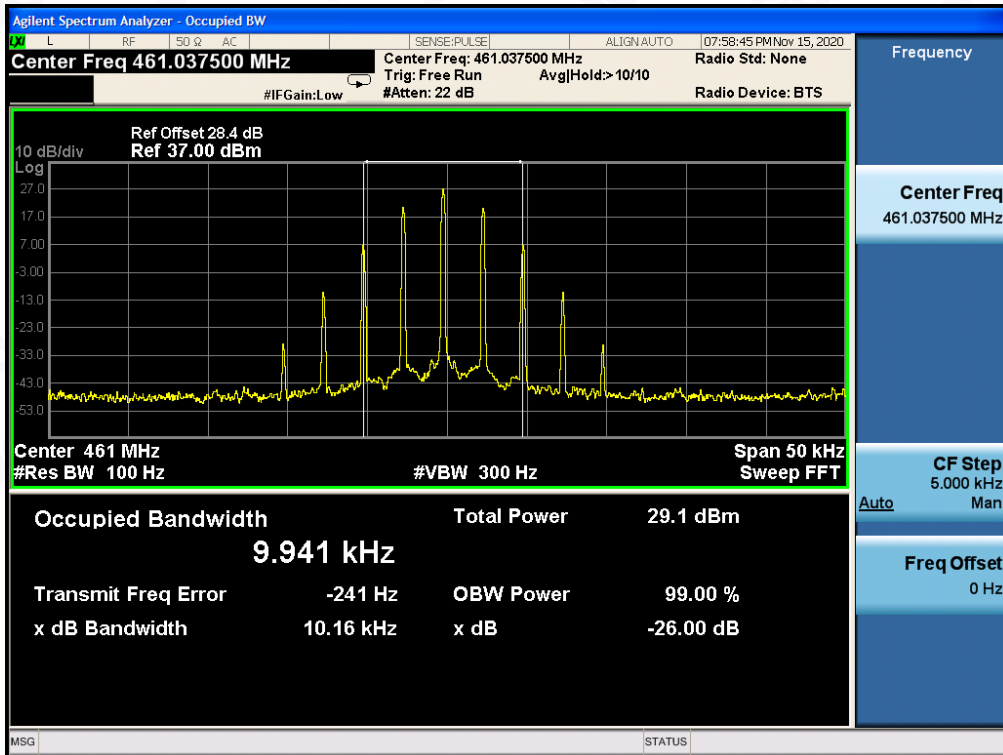 Agilent Spectrum Analyzer - Occupied BW
LXI L RF 50 Ω AC SENSE:PULSE ALIGN AUTO 07:58:45 PM Nov 15, 2020
Center Freq 461.037500 MHz
Center Freq: 461.037500 MHz
Radio Std: None
Trig: Free Run
Avg|Hold:>10/10
#IFGain:Low
#Atten: 22 dB
Radio Device: BTS
Ref Offset 28.4 dB
10 dB/div
Ref 37.00 dBm
Log
27.0
17.0
7.00
-3.00
-13.0
-23.0
-33.0
-43.0
-53.0
Center 461 MHz
Span 50 kHz
#Res BW 100 Hz
#VBW 300 Hz
Sweep FFT
Occupied Bandwidth
Total Power
29.1 dBm
9.941 kHz
Transmit Freq Error
-241 Hz
OBW Power
99.00 %
x dB Bandwidth
10.16 kHz
x dB
-26.00 dB
MSG
STATUS
Frequency
Center Freq
461.037500 MHz
CF Step
5.000 kHz
Auto Man
Freq Offset
0 Hz